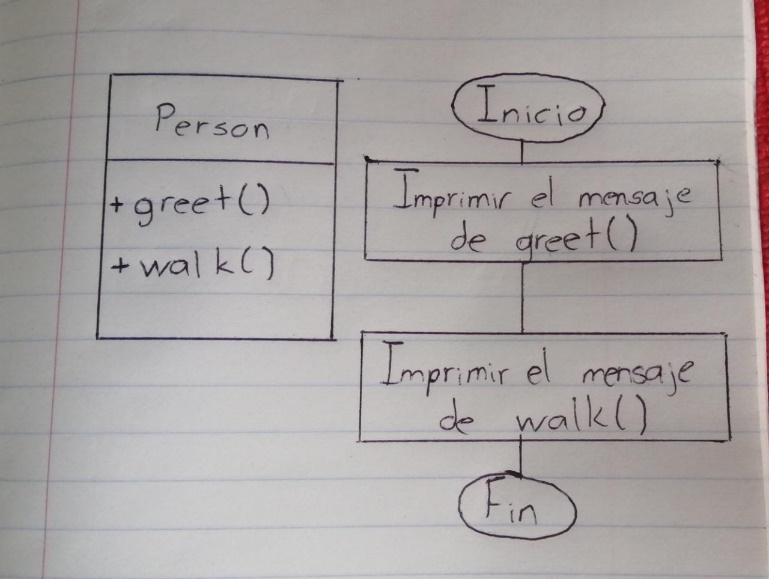 Person
+ greet()
+ walk()
Inicio
Imprimir el mensaje
de greet()
Imprimir el mensaje
de walk()
Fin